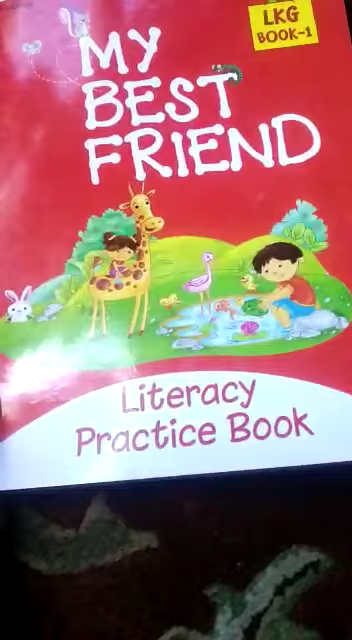 LKG
BOOK-1
MY
BEST
FRIEND
Literacy
Practice Book